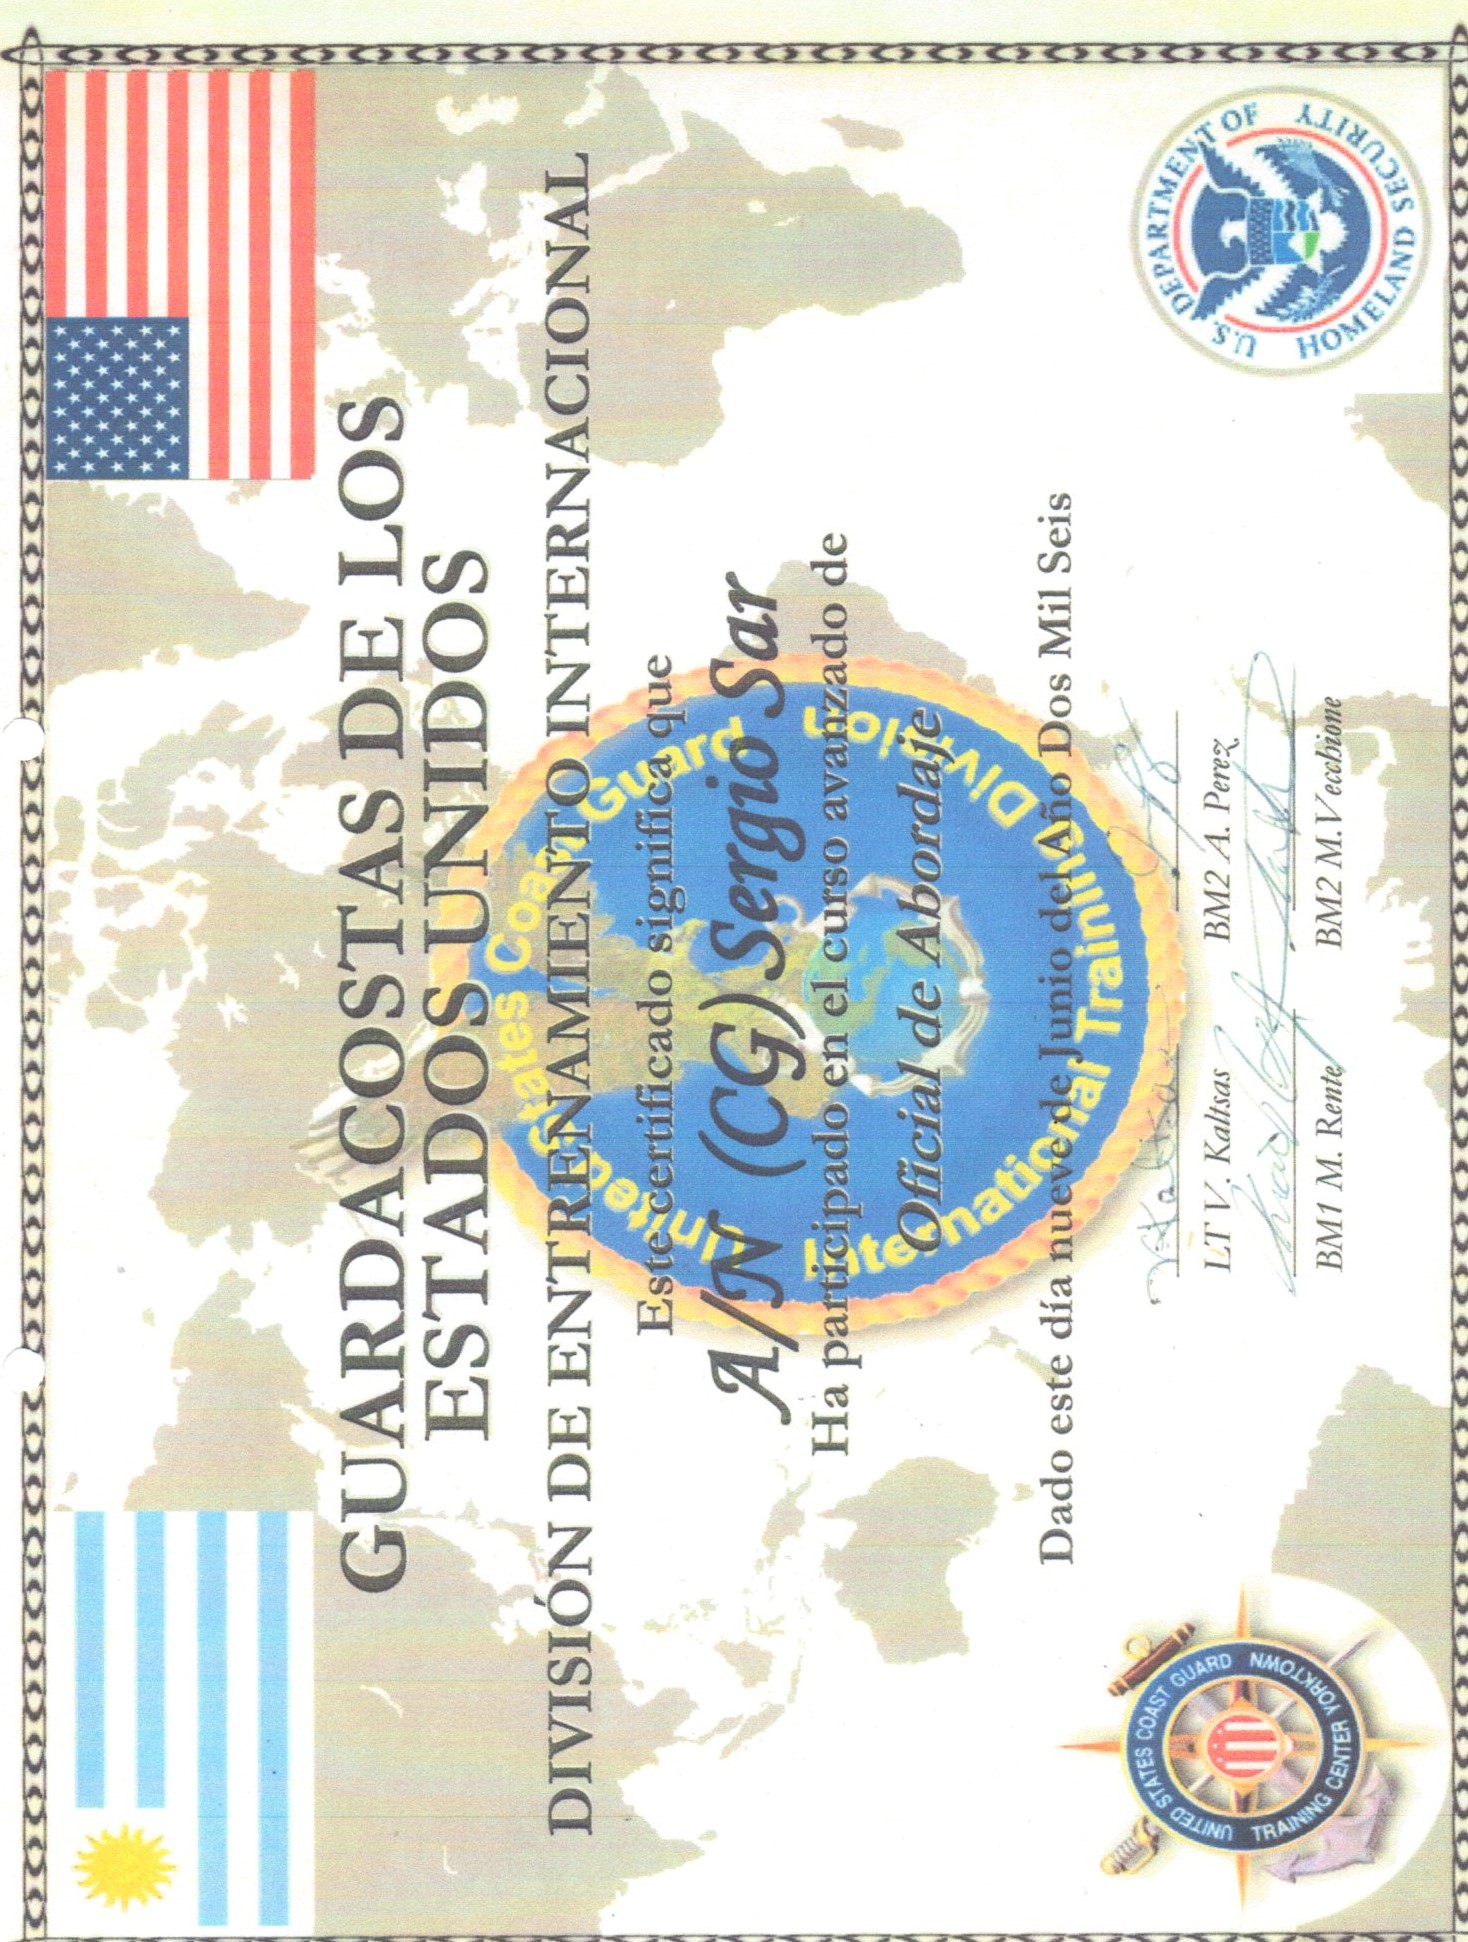 GUARDACOSTAS DE LOS
ESTADOS UNIDOS
DIVISIÓN DE ENTRENAMIENTO INTERNACIONAL
Este certificado significa que
A/N (CG) Sergio Sar
Ha participado en el curso avanzado de
Oficial de Abordaje
Dado este día nueve de Junio del Año Dos Mil Seis
United States Coast Guard
International Training Division
V Kaltsas
LT V. Kaltsas
BM2 A. Perez
BM1 M. Rente
BM2 M.Vecchione
UNITED STATES COAST GUARD
TRAINING CENTER YORKTOWN
U.S. DEPARTMENT OF
HOMELAND SECURITY